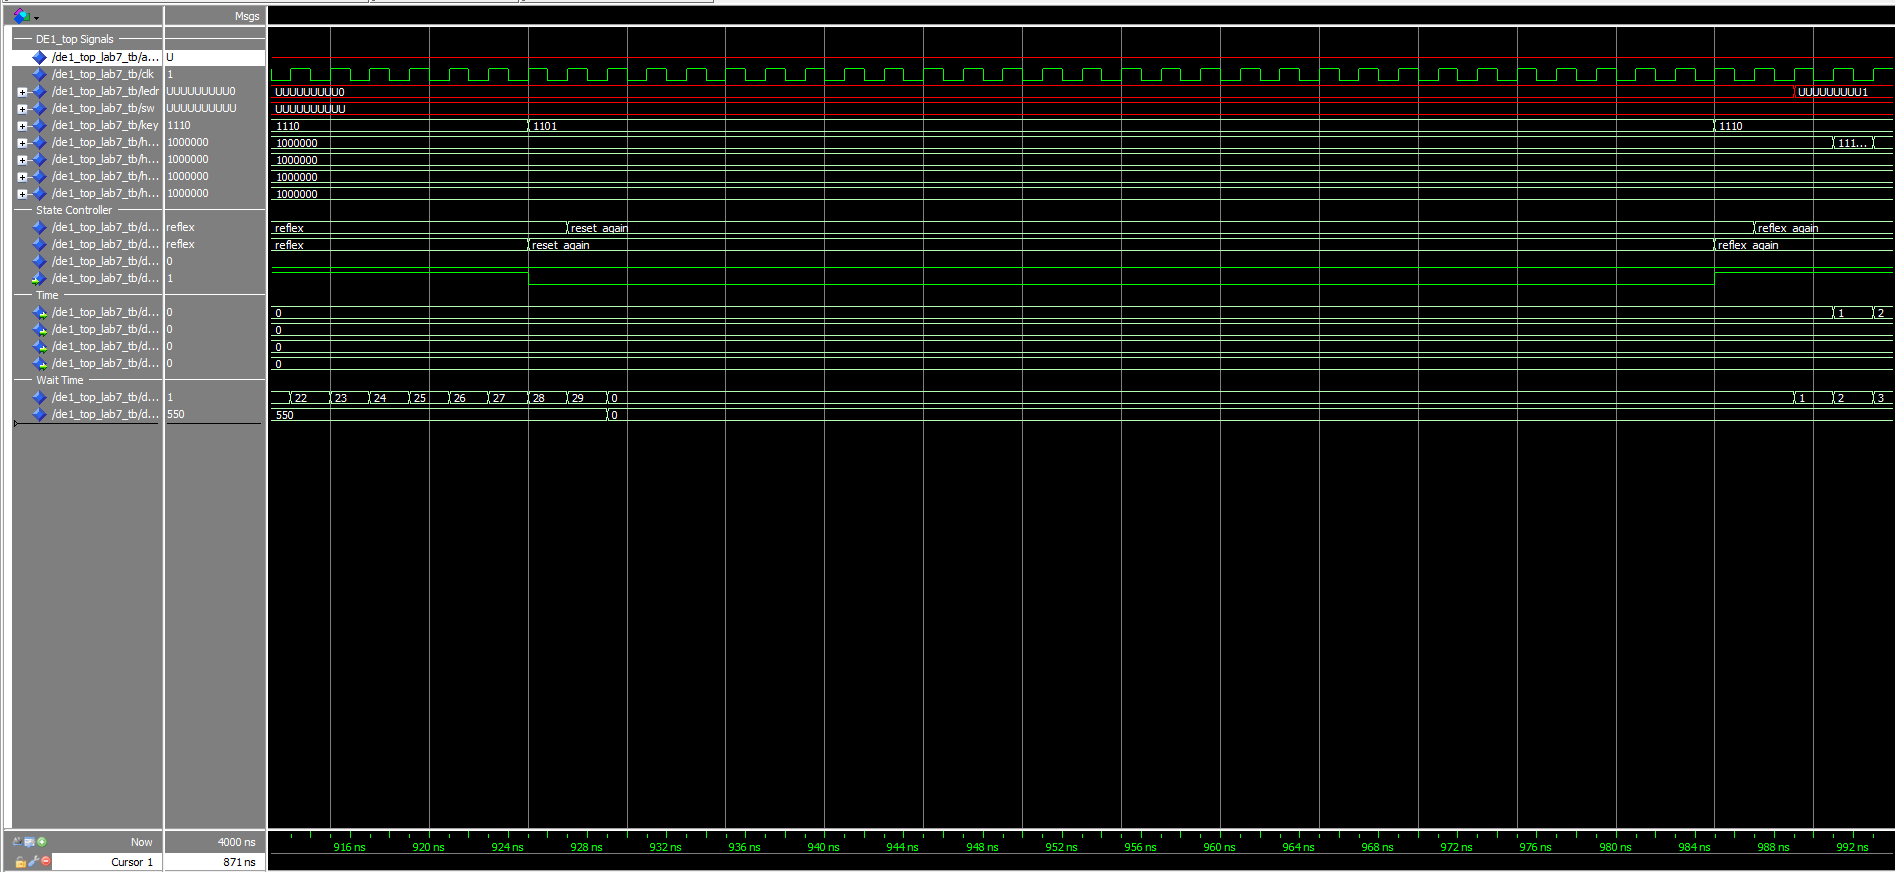 Msgs
DE1_top Signals
/de1_top_lab7_tb/a... U
/de1_top_lab7_tb/clk 1
/de1_top_lab7_tb/ledr UUUUUUUUU0 UUUUUUUUU0 UUUUUUUUU1
/de1_top_lab7_tb/sw UUUUUUUUUU UUUUUUUUUU
/de1_top_lab7_tb/key 1110 1110 1101 1110
/de1_top_lab7_tb/h... 1000000 1000000 111...
/de1_top_lab7_tb/h... 1000000 1000000
/de1_top_lab7_tb/h... 1000000 1000000
/de1_top_lab7_tb/h... 1000000 1000000
State Controller
/de1_top_lab7_tb/d... reflex reflex reset_again reflex_again
/de1_top_lab7_tb/d... reflex reflex reset_again reflex_again
/de1_top_lab7_tb/d... 0
/de1_top_lab7_tb/d... 1
Time
/de1_top_lab7_tb/d... 0 0 1 2
/de1_top_lab7_tb/d... 0 0
/de1_top_lab7_tb/d... 0 0
/de1_top_lab7_tb/d... 0 0
Wait Time
/de1_top_lab7_tb/d... 1 22 23 24 25 26 27 28 29 0 1 2 3
/de1_top_lab7_tb/d... 550 550 0
Now 4000 ns
916 ns 920 ns 924 ns 928 ns 932 ns 936 ns 940 ns 944 ns 948 ns 952 ns 956 ns 960 ns 964 ns 968 ns 972 ns 976 ns 980 ns 984 ns 988 ns 992 ns
Cursor 1 871 ns